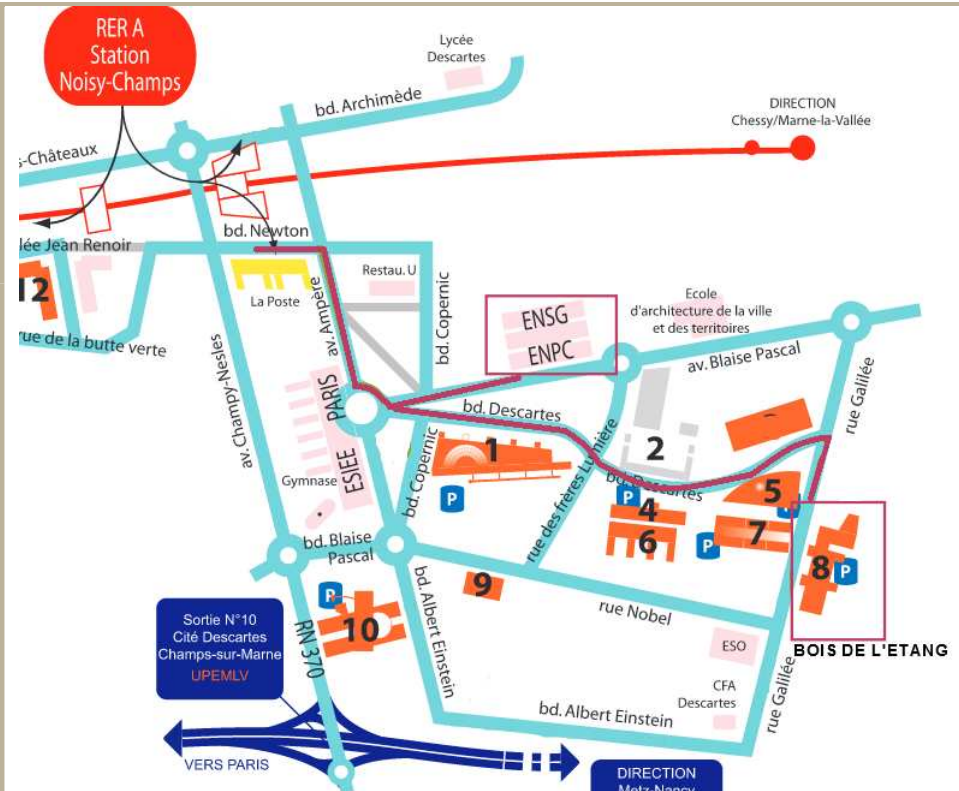 RER A
Station
Noisy-Champs
Lycée
Descartes
bd. Archimède
DIRECTION
Chessy/Marne-la-Vallée
s-Châteaux
bd. Newton
lée Jean Renoir
12
rue de la butte verte
La Poste
Restau. U
av. Ampère
bd. Copernic
av. Champy-Nesles
ENSG
ENPC
Ecole
d'architecture de la ville
et des territoires
av. Blaise Pascal
rue Galilée
PARIS
ESIEE
Gymnase
bd. Descartes
bd. Copernic
1
P
2
rue des frères Lumière
bd. Descartes
P
4
6
P
5
P
7
8
P
BOIS DE L'ETANG
bd. Blaise
Pascal
9
rue Nobel
P
10
bd. Albert Einstein
RN 370
Sortie N°10
Cité Descartes
Champs-sur-Marne
UPEMLV
ESO
CFA
Descartes
rue Galilée
bd. Albert Einstein
VERS PARIS
DIRECTION
Metz-Nancy